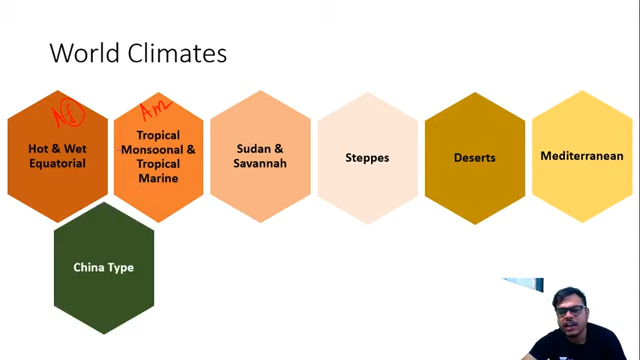 World Climates
Af
Am
Hot & Wet
Equatorial
Tropical
Monsoonal &
Tropical
Marine
Sudan &
Savannah
Steppes
Deserts
Mediterranean
China Type